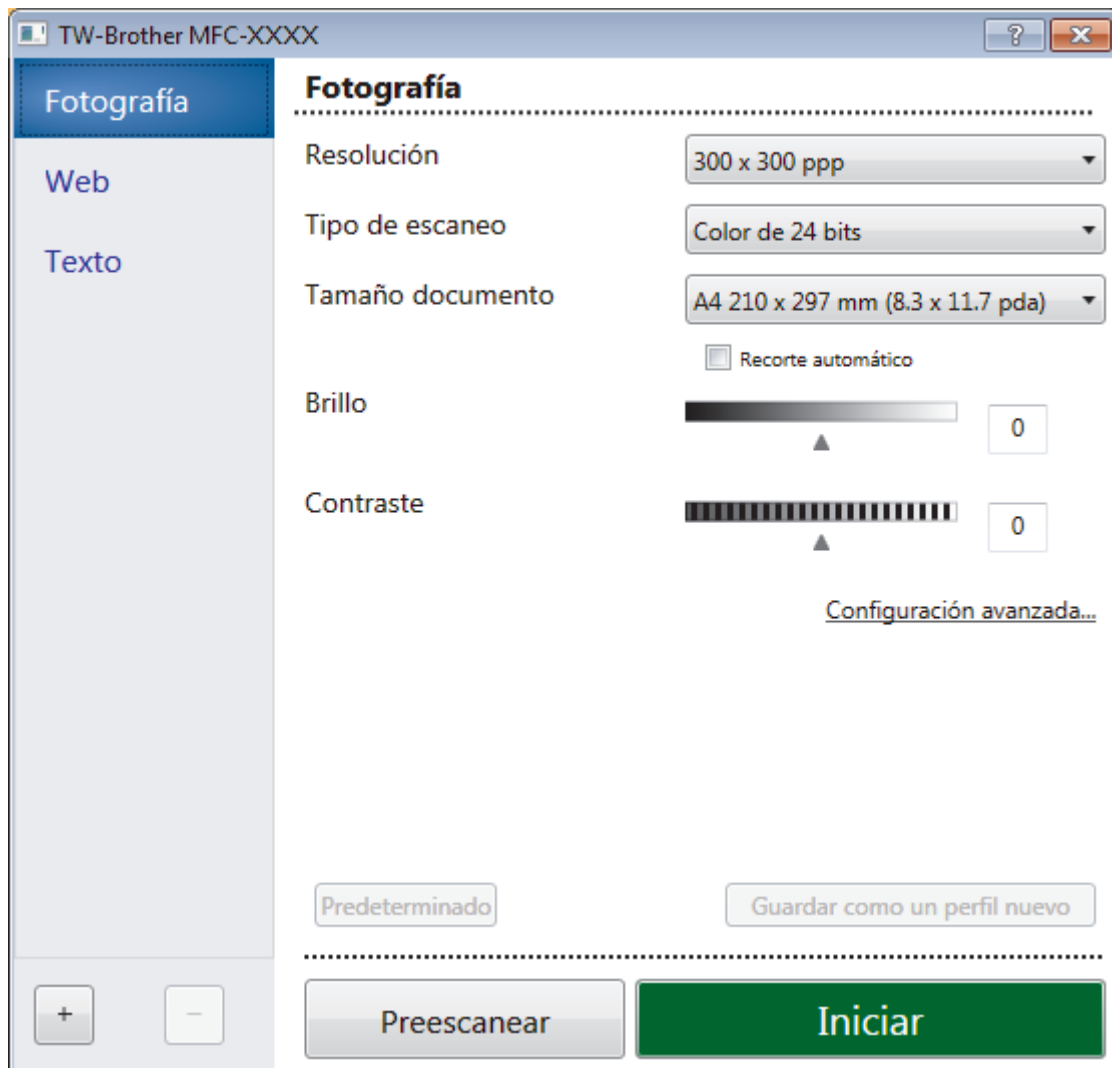 TW-Brother MFC-XXXX
Fotografía
Web
Texto
Fotografía
Resolución
300 x 300 ppp
Tipo de escaneo
Color de 24 bits
Tamaño documento
A4 210 x 297 mm (8.3 x 11.7 pda)
Recorte automático
Brillo
0
Contraste
0
Configuración avanzada...
Predeterminado
Guardar como un perfil nuevo
+
−
Preescanear
Iniciar